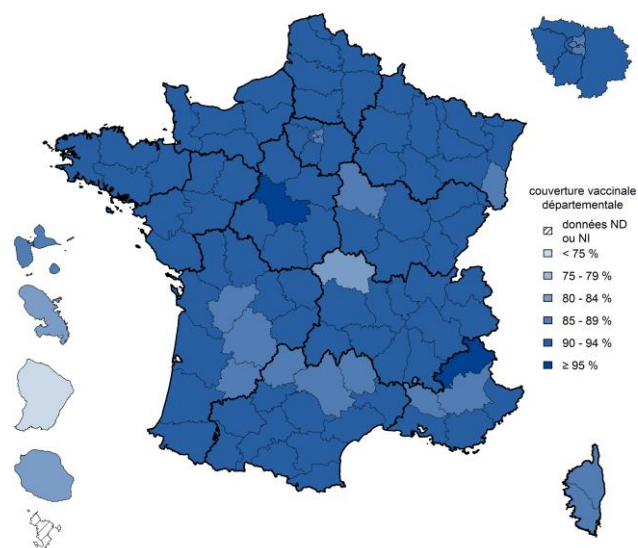 couverture vaccinale
départementale
données ND
ou NI
< 75 %
75 - 79 %
80 - 84 %
85 - 89 %
90 - 94 %
≥ 95 %